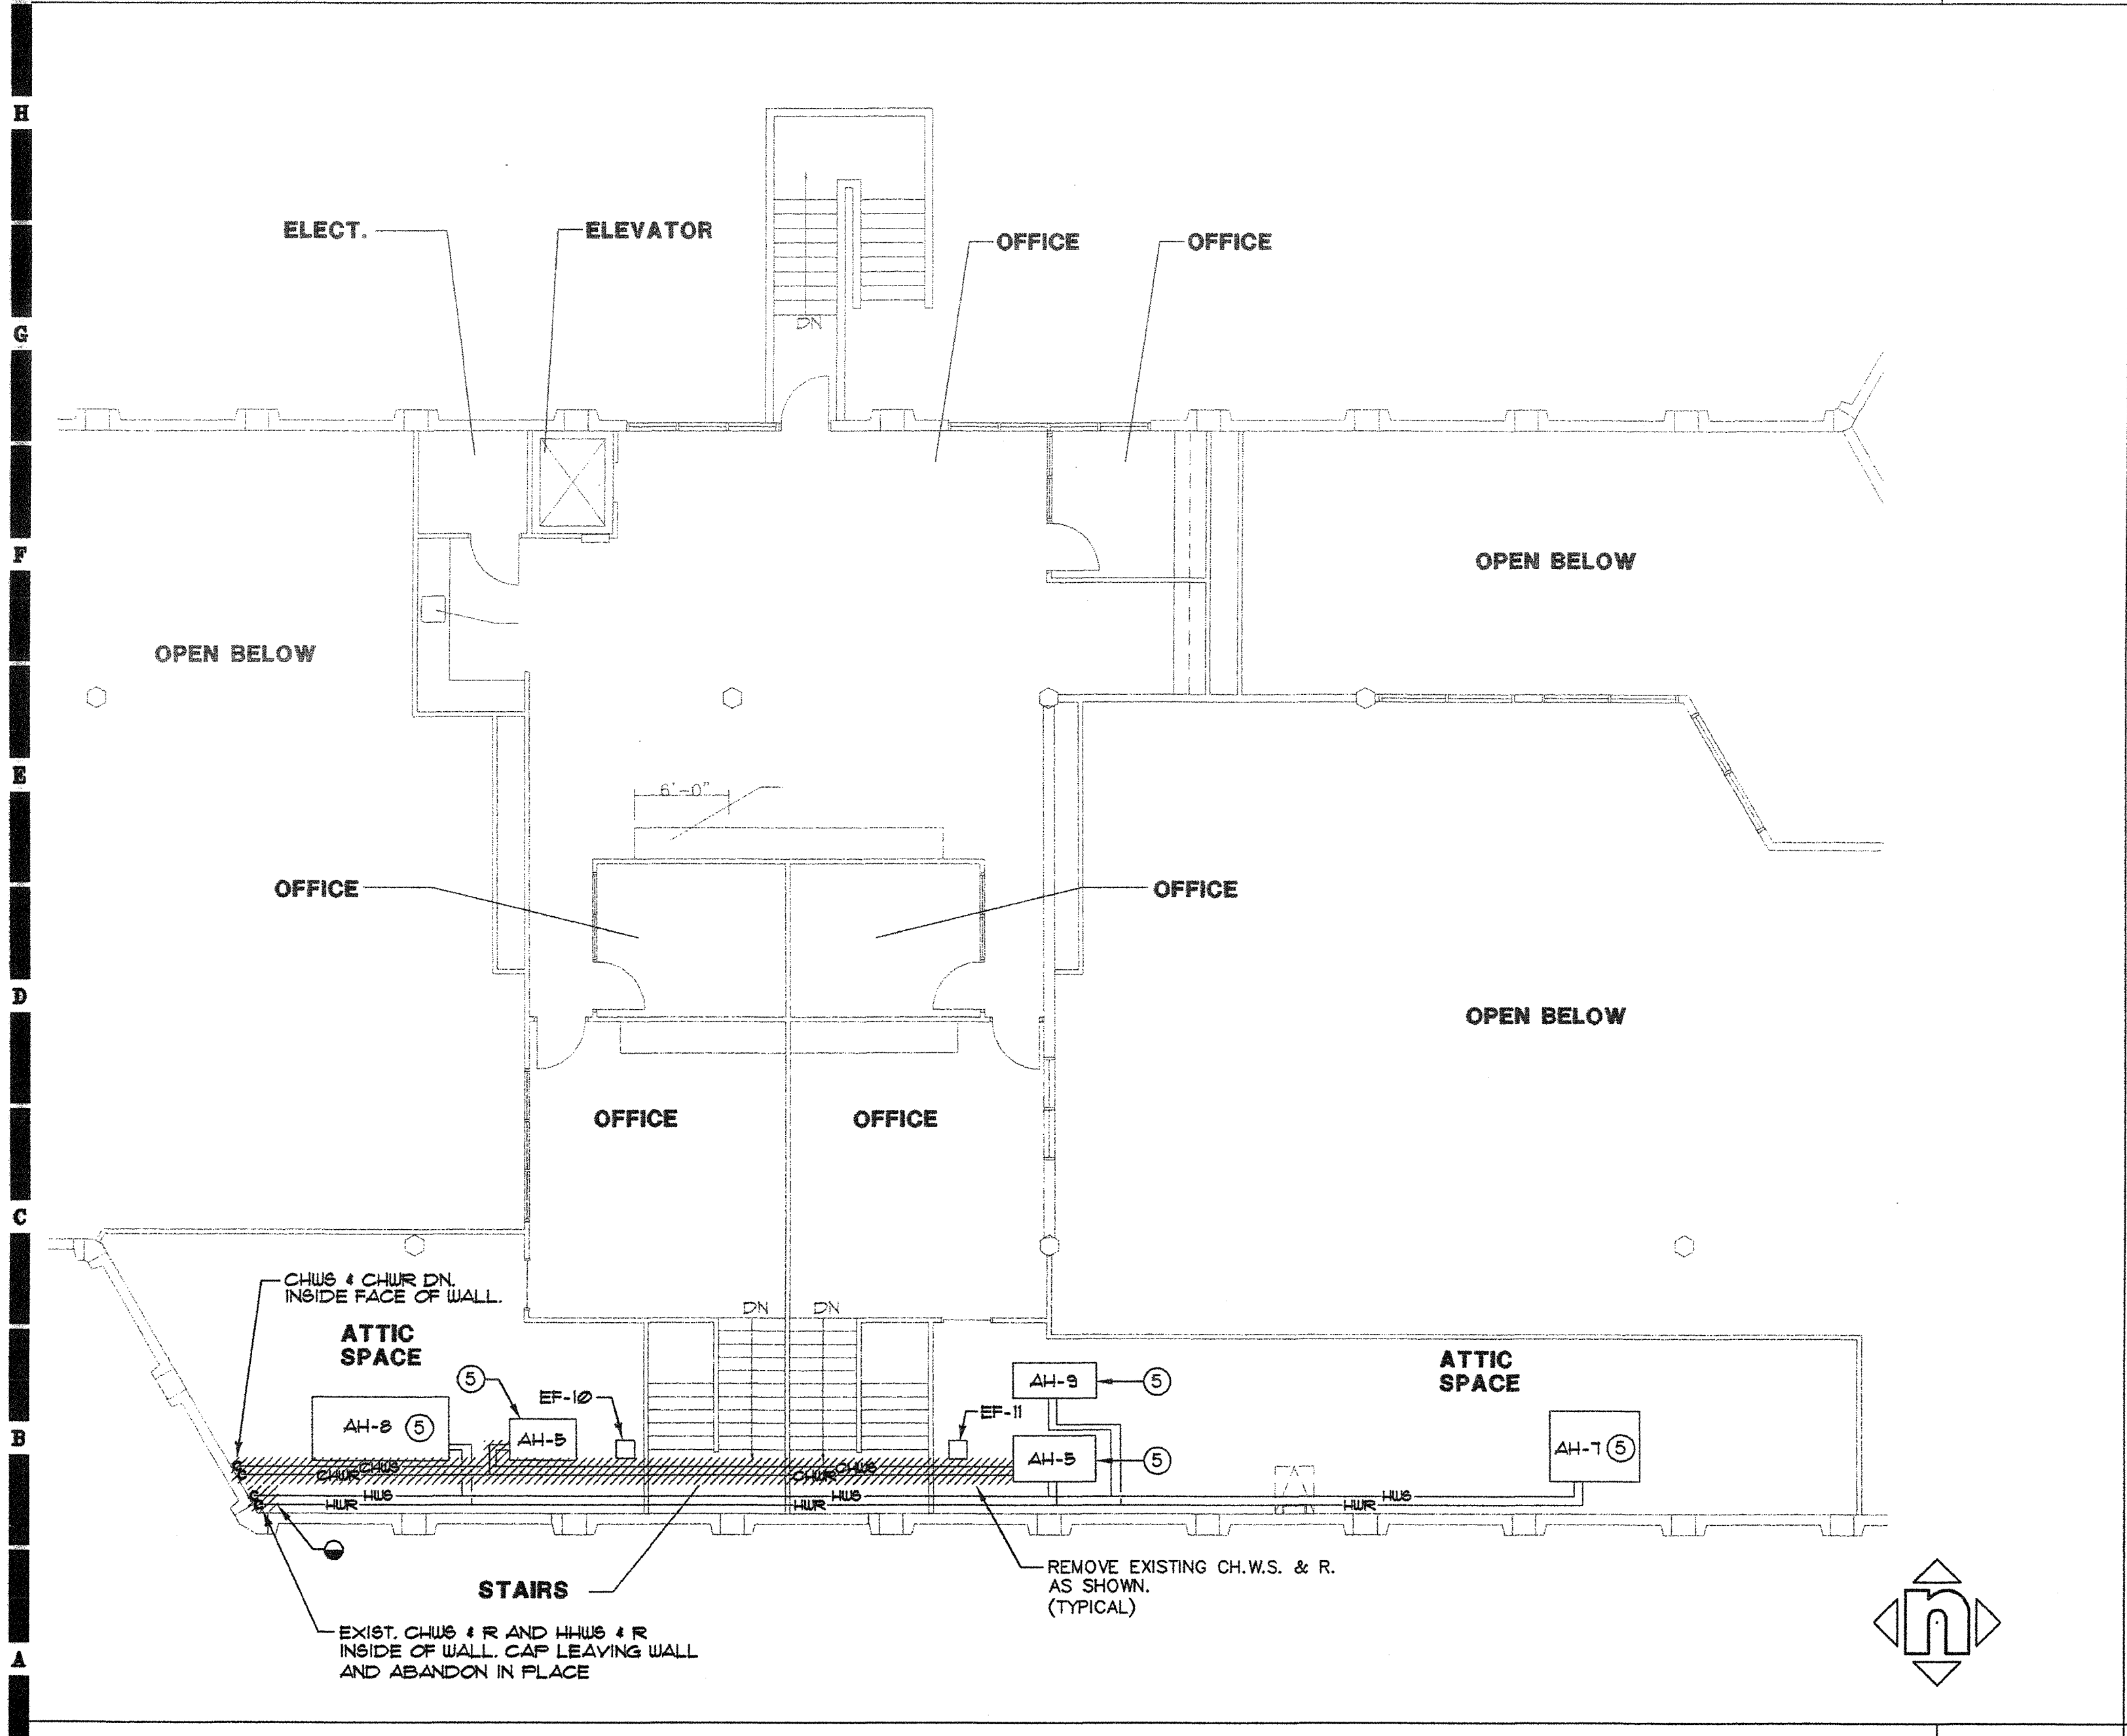 H
G
F
E
D
C
B
A
ELECT.
ELEVATOR
OFFICE
OFFICE
DN
OPEN BELOW
OPEN BELOW
6'-0"
OFFICE
OFFICE
OPEN BELOW
OFFICE
OFFICE
CHWS & CHWR DN.
INSIDE FACE OF WALL.
DN
DN
ATTIC
SPACE
ATTIC
SPACE
5
EF-10
AH-9
5
EF-11
AH-8
5
AH-5
AH-5
5
AH-7
5
CHWS
CHWR
CHWS
CHWR
HWS
HWR
HWS
HWR
HWS
HWR
REMOVE EXISTING CH.W.S. & R.
AS SHOWN.
(TYPICAL)
STAIRS
EXIST. CHWS & R AND HHWS & R
INSIDE OF WALL. CAP LEAVING WALL
AND ABANDON IN PLACE
n